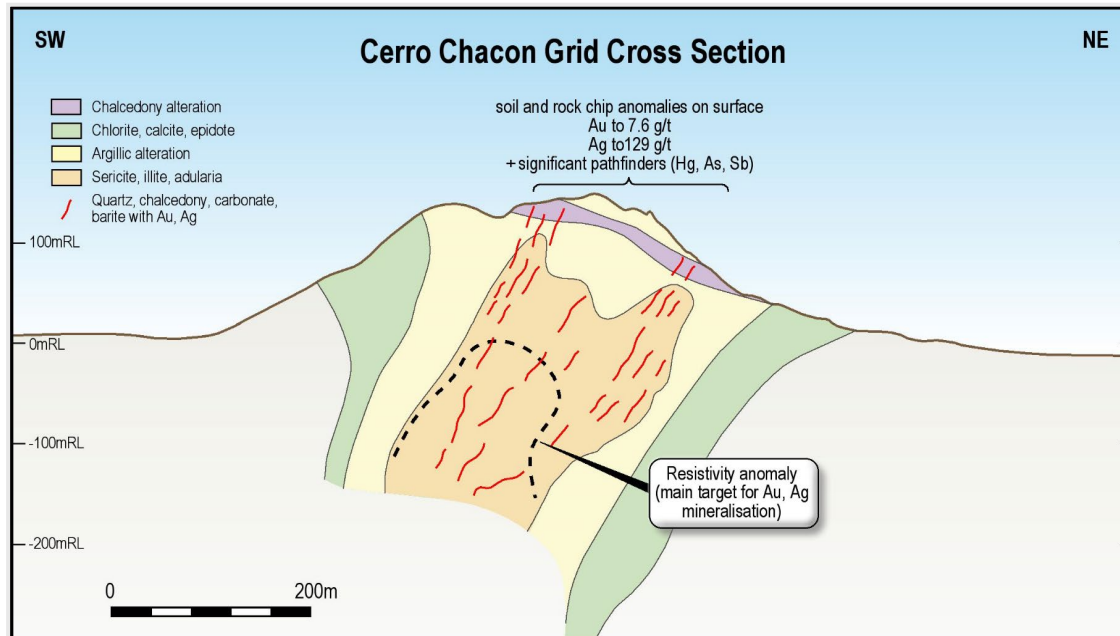 SW
Cerro Chacon Grid Cross Section
NE
Chalcedony alteration
Chlorite, calcite, epidote
Argillic alteration
Sericite, illite, adularia
Quartz, chalcedony, carbonate,
barite with Au, Ag
soil and rock chip anomalies on surface
Au to 7.6 g/t
Ag to129 g/t
+ significant pathfinders (Hg, As, Sb)
100mRL
0mRL
-100mRL
-200mRL
Resistivity anomaly
(main target for Au, Ag
mineralisation)
0
200m